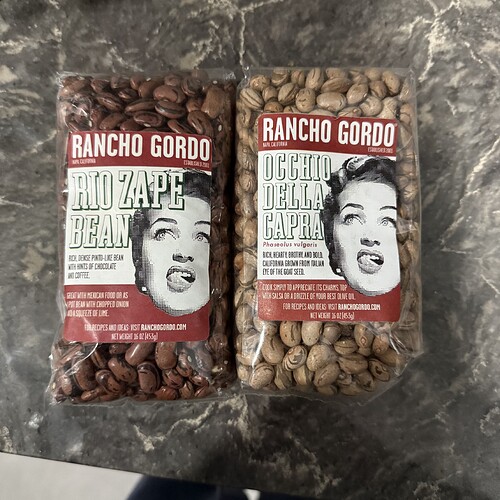 RANCHO GORDO
NAPA, CALIFORNIA
ESTABLISHED 2001
RIO ZAPE
BEAN
RICH, DENSE PINTO-LIKE BEAN
WITH HINTS OF CHOCOLATE
AND COFFEE.
GREAT WITH MEXICAN FOOD OR AS
POT BEAN WITH CHOPPED ONION
A SQUEEZE OF LIME.
FOR RECIPES AND IDEAS VISIT RANCHOGORDO.COM
NET WEIGHT 16 OZ (453g)
RANCHO GORDO
NAPA, CALIFORNIA
ESTABLISHED 2001
OCCHIO
DELLA
CAPRA
Phaseolus vulgaris
RICH, HEARTY, BROTHY, AND BOLD.
CALIFORNIA GROWN FROM ITALIAN
EYE OF THE GOAT SEED.
COOK SIMPLY TO APPRECIATE ITS CHARMS. TOP
WITH SALSA OR A DRIZZLE OF YOUR BEST OLIVE OIL.
FOR RECIPES AND IDEAS VISIT RANCHOGORDO.COM
NET WEIGHT 16 OZ (453g)